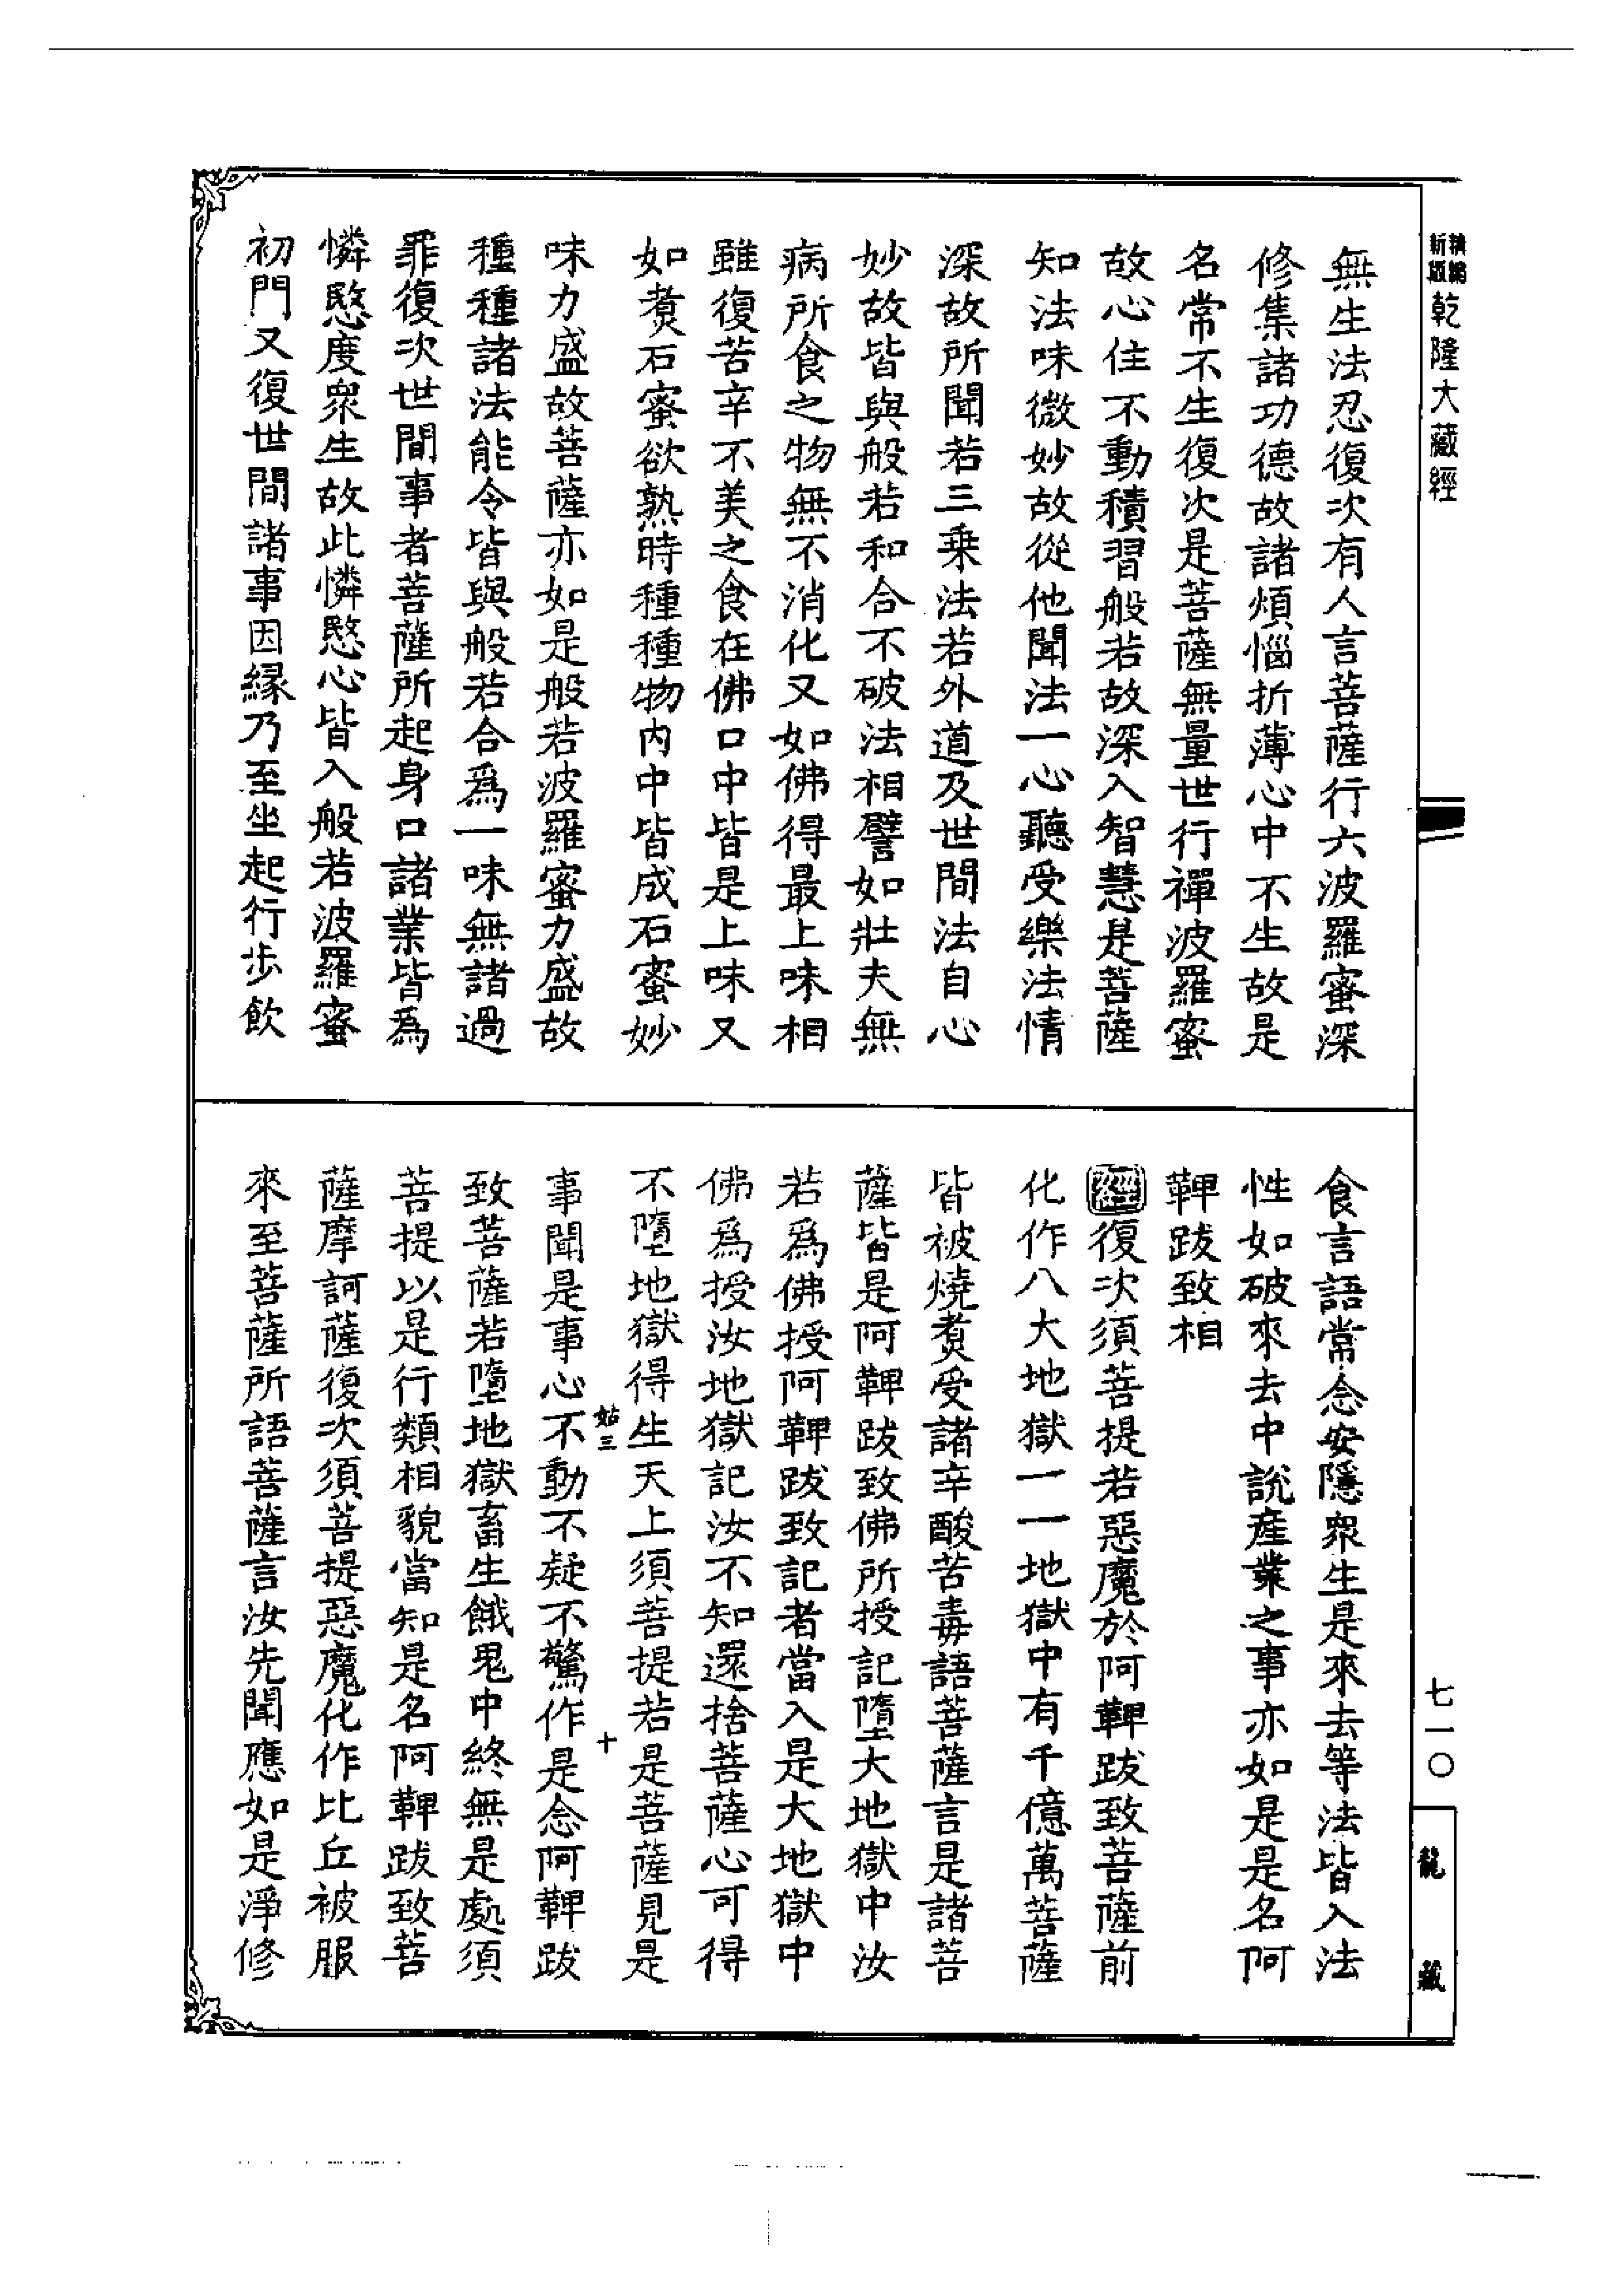 新版精編乾隆大藏經
無生法忍復次有人言菩薩行六波羅蜜深
修集諸功德故諸煩惱折薄心中不生故是
名常不生復次是菩薩無量世行禪波羅蜜
故心住不動積習般若故深入智慧是菩薩
知法味微妙故從他聞法一心聽受樂法情
深故所聞若三乗法若外道及世間法自心
妙故皆與般若和合不破法相譬如壯夫無
病所食之物無不消化又如佛得最上味相
雖復苦辛不美之食在佛口中皆是上味又
如煮石蜜欲熟時種種物内中皆成石蜜妙
味力盛故菩薩亦如是般若波羅蜜力盛故
種種諸法能令皆與般若合爲一味無諸過
罪復次世間事者菩薩所起身口諸業皆爲
憐愍度衆生故此憐愍心皆入般若波羅蜜
初門又復世間諸事因縁乃至坐起行步飲
食言語常念安隱衆生是來去等法皆入法
性如破來去中說産業之事亦如是是名阿
鞞跋致相
經復次須菩提若惡魔於阿鞞跋致菩薩前
化作八大地獄一一地獄中有千億萬菩薩
皆被燒煮受諸辛酸苦毒語菩薩言是諸菩
薩皆是阿鞞跋致佛所授記墮大地獄中汝
若爲佛授阿鞞跋致記者當入是大地獄中
佛爲授汝地獄記汝不知還捨菩薩心可得
不墮地獄得生天上須菩提若是菩薩見是
姑三
十
事聞是事心不動不疑不驚作是念阿鞞跋
致菩薩若墮地獄畜生餓鬼中終無是處須
菩提以是行類相貌當知是名阿鞞跋致菩
薩摩訶薩復次須菩提惡魔化作比丘被服
來至菩薩所語菩薩言汝先聞應如是淨修
七一〇
龍藏